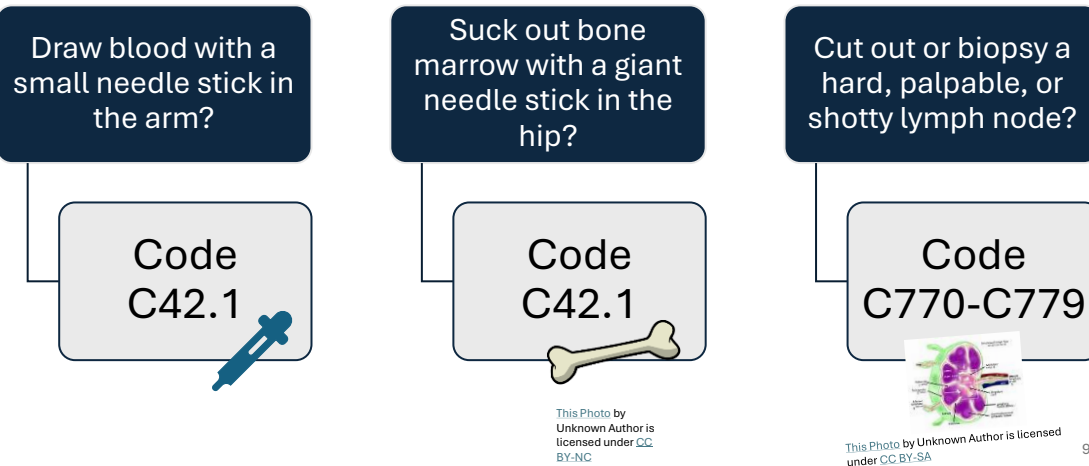 Draw blood with a
small needle stick in
the arm?
Code
C42.1
Suck out bone
marrow with a giant
needle stick in the
hip?
Code
C42.1
This Photo by
Unknown Author is
licensed under CC
BY-NC
Cut out or biopsy a
hard, palpable, or
shotty lymph node?
Code
C770-C779
This Photo by Unknown Author is licensed
under CC BY-SA
9